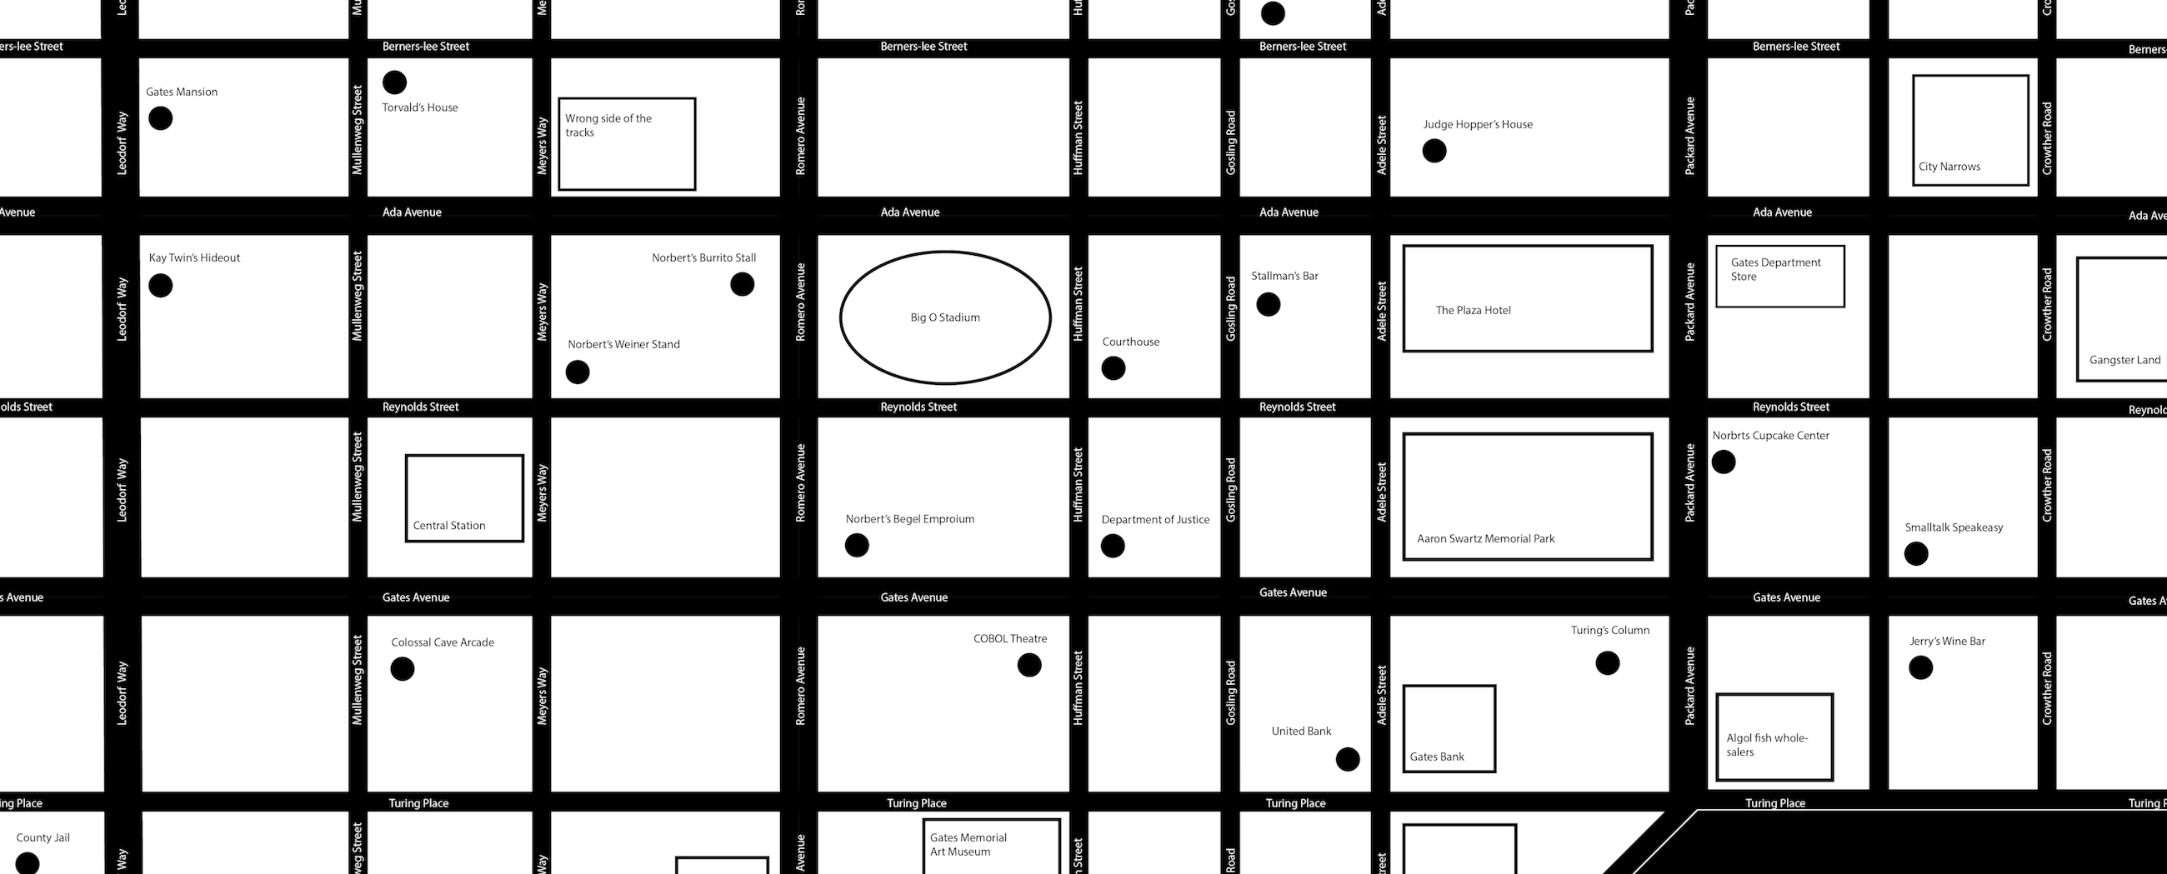 Leo
Mu
Me
Ro
Hu
Go
Ade
Pac
Cro
ers-lee Street
Berners-lee Street
Berners-lee Street
Berners-lee Street
Berners-lee Street
Berners-
Gates Mansion
Torvald's House
Wrong side of the
tracks
Judge Hopper's House
City Narrows
Leodorf Way
Mullenweg Street
Meyers Way
Romero Avenue
Huffman Street
Gosling Road
Adele Street
Packard Avenue
Crowther Road
Avenue
Ada Avenue
Ada Avenue
Ada Avenue
Ada Avenue
Ada Ave
Kay Twin's Hideout
Norbert's Burrito Stall
Norbert's Weiner Stand
Big O Stadium
Courthouse
Stallman's Bar
The Plaza Hotel
Gates Department
Store
Gangster Land
Leodorf Way
Mullenweg Street
Meyers Way
Romero Avenue
Huffman Street
Gosling Road
Adele Street
Packard Avenue
Crowther Road
olds Street
Reynolds Street
Reynolds Street
Reynolds Street
Reynolds Street
Reynold
Central Station
Norbert's Begel Emproium
Department of Justice
Aaron Swartz Memorial Park
Norbrts Cupcake Center
Smalltalk Speakeasy
Leodorf Way
Mullenweg Street
Meyers Way
Romero Avenue
Huffman Street
Gosling Road
Adele Street
Packard Avenue
Crowther Road
s Avenue
Gates Avenue
Gates Avenue
Gates Avenue
Gates Avenue
Gates A
Colossal Cave Arcade
COBOL Theatre
United Bank
Turing's Column
Gates Bank
Algol fish whole-
salers
Jerry's Wine Bar
Leodorf Way
Mullenweg Street
Meyers Way
Romero Avenue
Huffman Street
Gosling Road
Adele Street
Packard Avenue
Crowther Road
ing Place
Turing Place
Turing Place
Turing Place
Turing Place
Turing P
County Jail
Gates Memorial
Art Museum
Way
weg Street
Way
Avenue
n Street
Road
treet